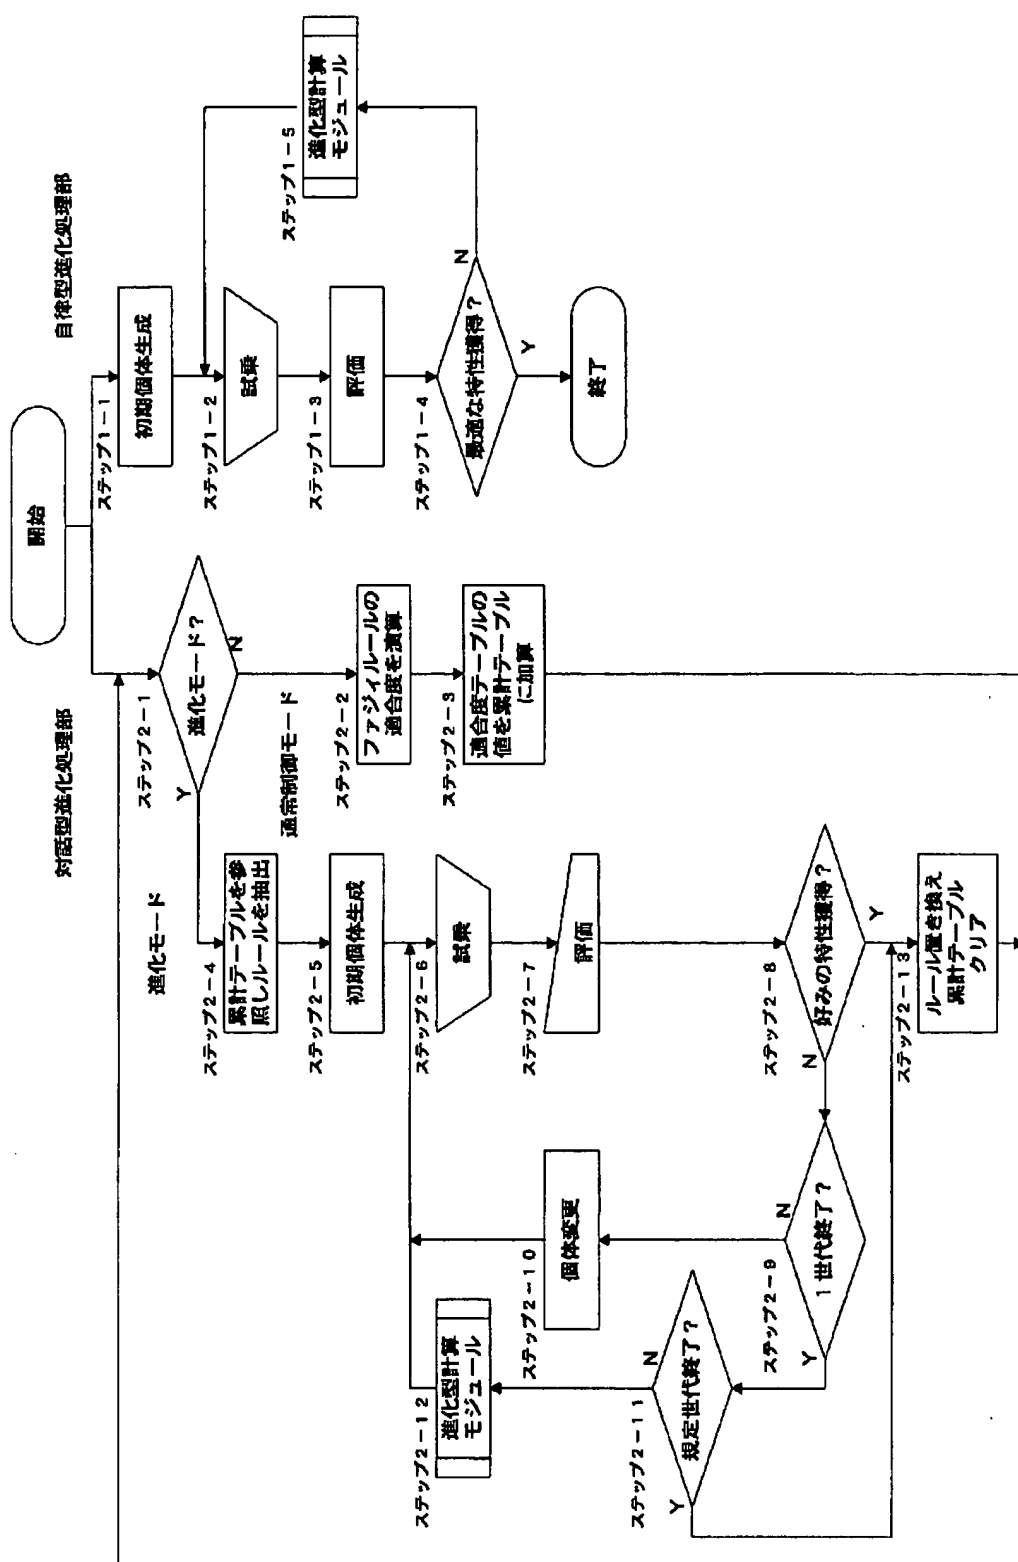 開始
自律型進化処理部
ステップ1-1
初期個体生成
ステップ1-2
試乗
ステップ1-3
評価
ステップ1-4
最適な特性獲得？
N
Y
ステップ1-5
進化型計算
モジュール
終了
対話型進化処理部
ステップ2-1
進化モード？
Y
N
通常制御モード
ステップ2-2
ファジィルールの
適合度を演算
ステップ2-3
適合度テーブルの
値を累計テーブル
に加算
進化モード
ステップ2-4
累計テーブルを参
照しルールを抽出
ステップ2-5
初期個体生成
ステップ2-6
試乗
ステップ2-7
評価
ステップ2-8
好みの特性獲得？
N
Y
ステップ2-9
1世代終了？
N
Y
ステップ2-10
個体変更
ステップ2-11
規定世代終了？
N
Y
ステップ2-12
進化型計算
モジュール
ステップ2-13
ルール置き換え
累計テーブル
クリア